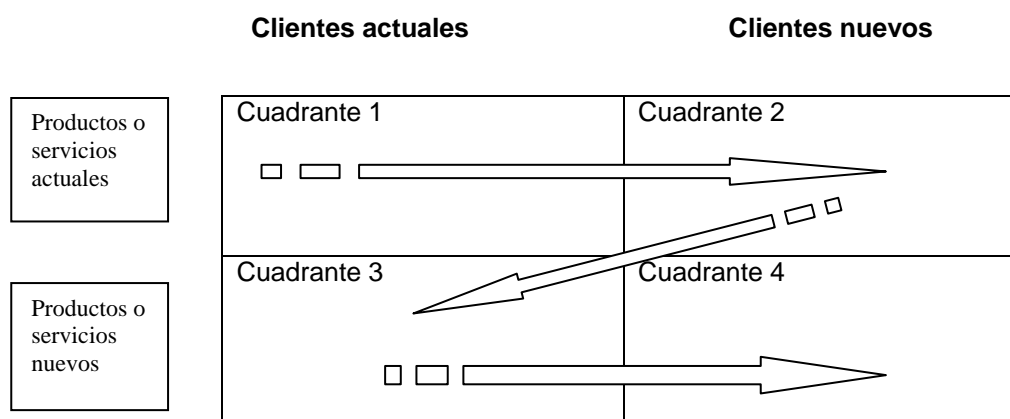 Clientes actuales
Clientes nuevos
Productos o
servicios
actuales
Cuadrante 1
Cuadrante 2
Productos o
servicios
nuevos
Cuadrante 3
Cuadrante 4